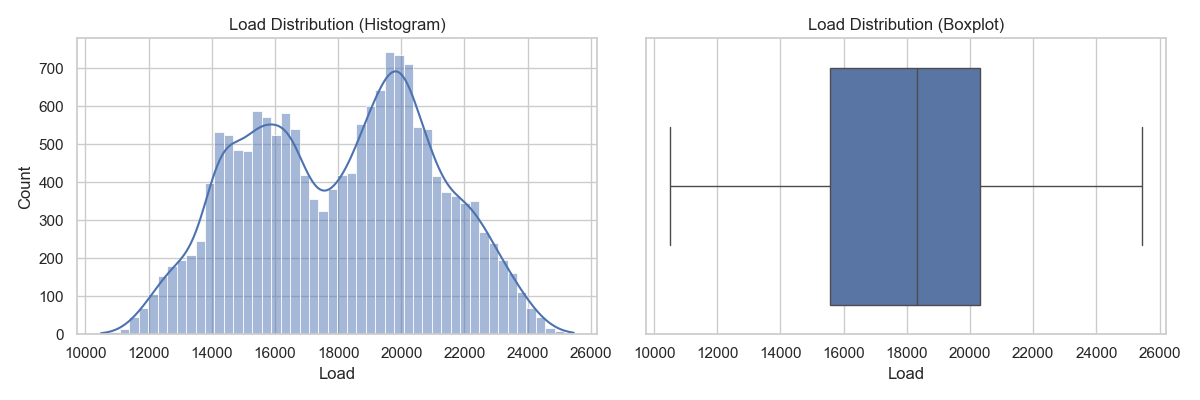 Load Distribution (Histogram)
700
600
500
400
300
200
100
0
Count
10000 12000 14000 16000 18000 20000 22000 24000 26000
Load
Load Distribution (Boxplot)
10000 12000 14000 16000 18000 20000 22000 24000 26000
Load